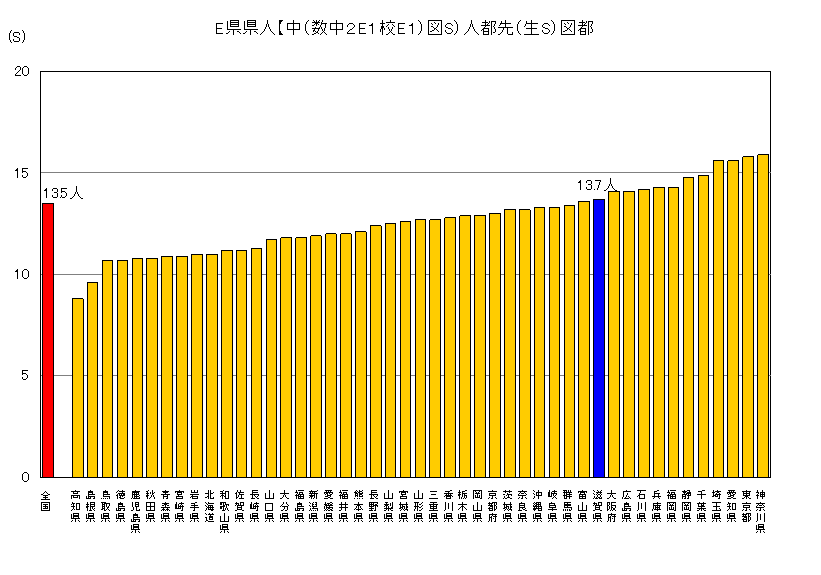 E県県人【中(数中2E1校E1)図S)人都先(生S)図都
(S)
20
15
10
5
0
135人
13.7人
全国
高知県
島根県
鳥取県
徳島県
鹿児島県
秋田県
青森県
宮崎県
岩手県
北海道
和歌山県
佐賀県
長崎県
山口県
大分県
福島県
新潟県
愛媛県
福井県
熊本県
長野県
山梨県
宮城県
山形県
三重県
香川県
栃木県
岡山県
京都府
茨城県
奈良県
沖縄県
岐阜県
群馬県
富山県
滋賀県
大阪府
広島県
石川県
兵庫県
福岡県
静岡県
千葉県
埼玉県
愛知県
東京都
神奈川県